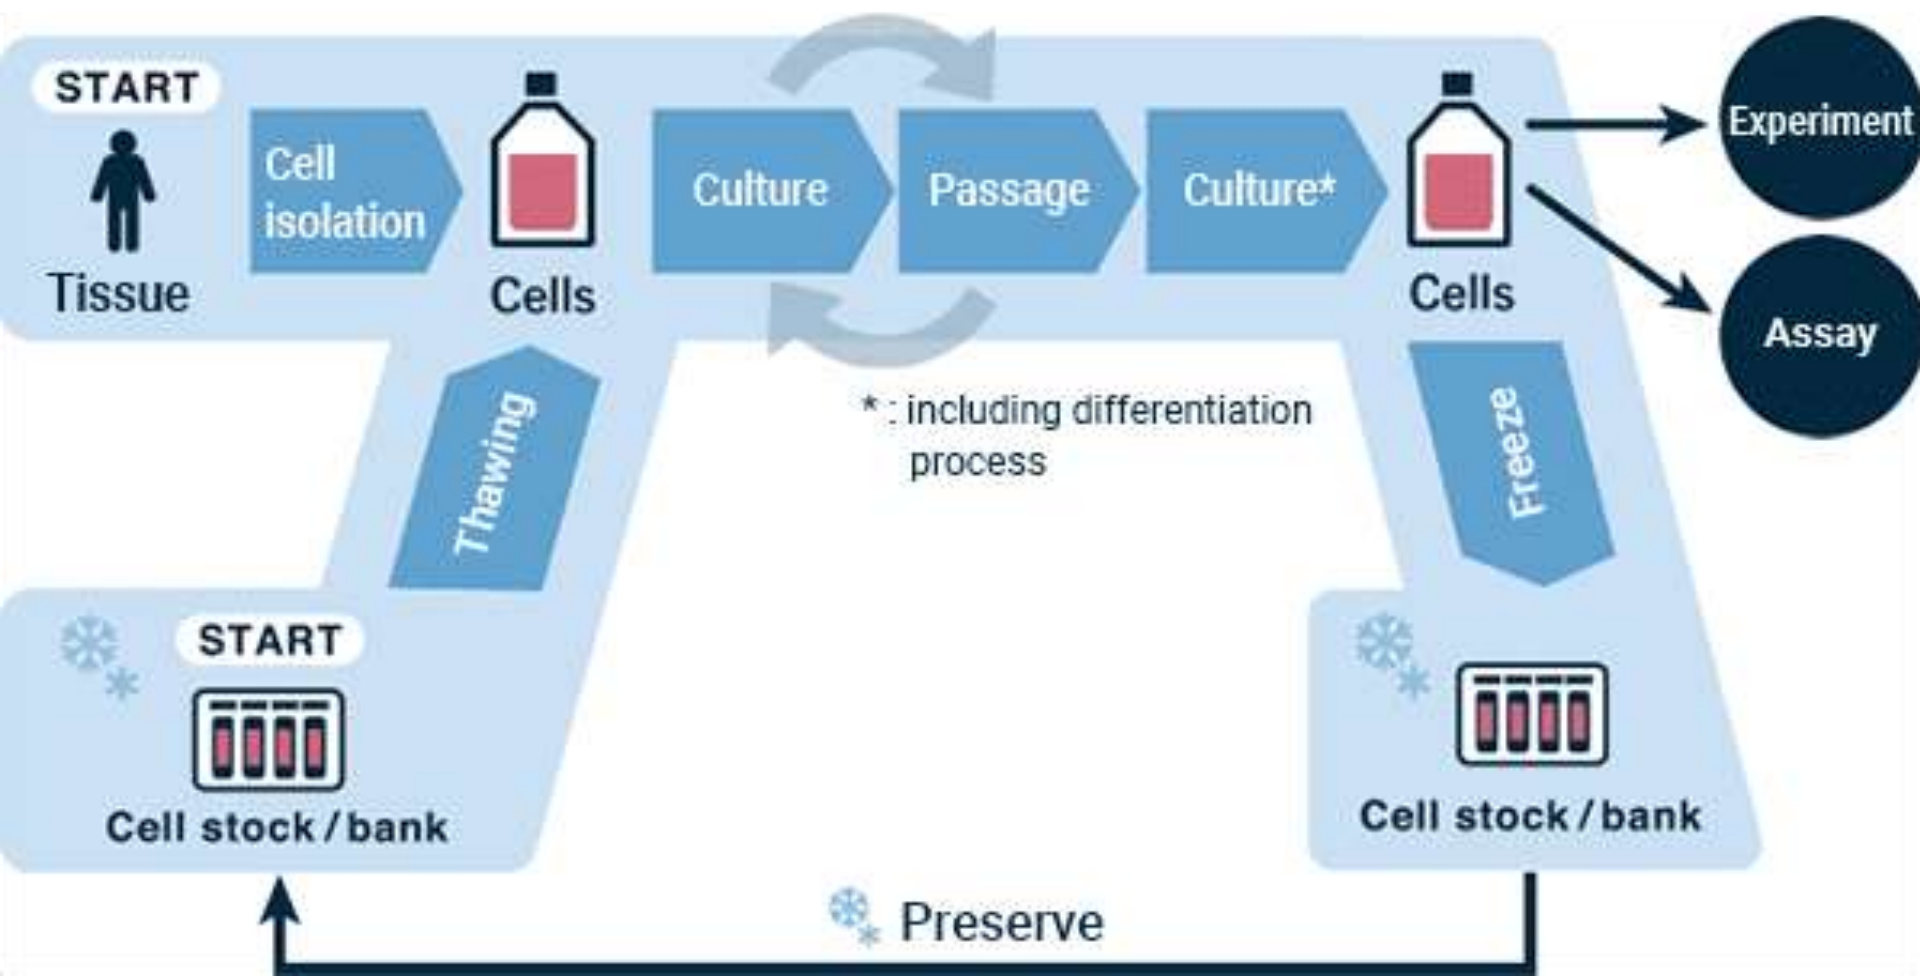 START
Tissue
Cell
isolation
Cells
Culture
Passage
Culture*
Cells
Experiment
Assay
* : including differentiation
process
Thawing
Freeze
START
Cell stock / bank
Cell stock / bank
Preserve